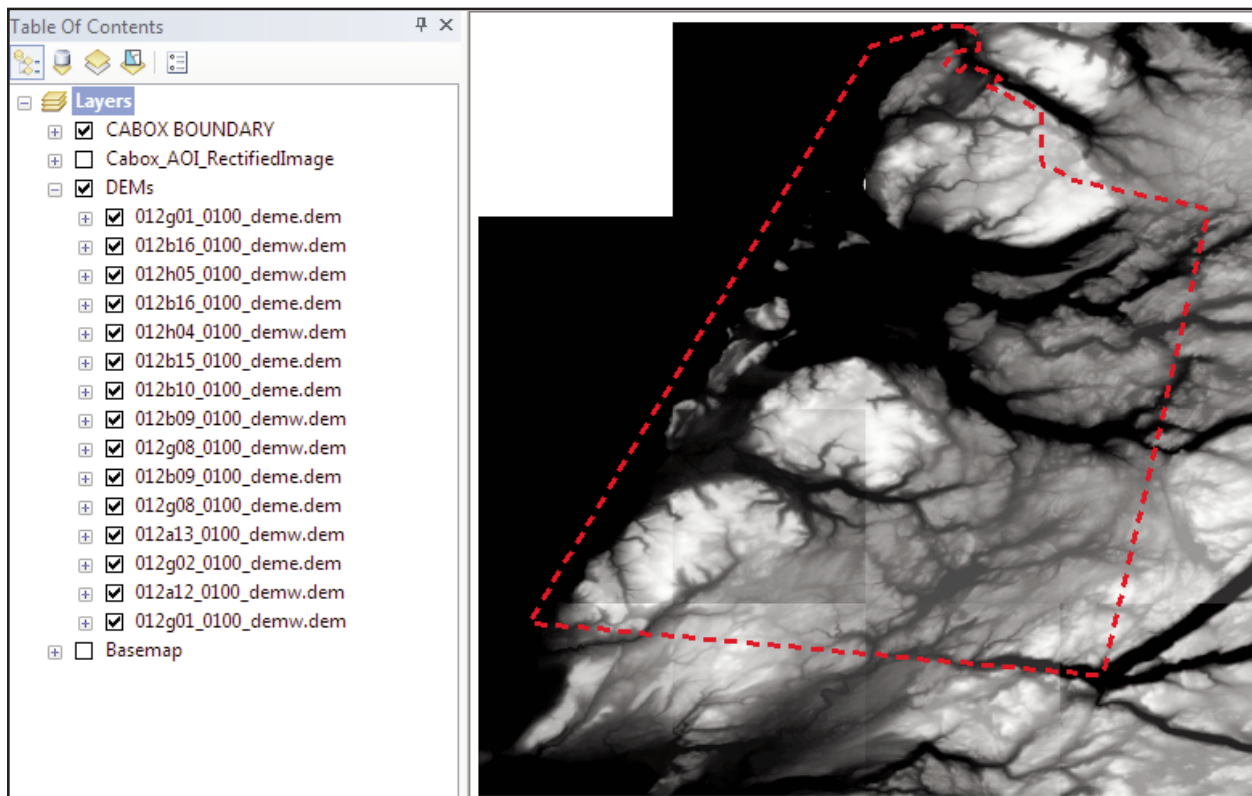 Table Of Contents
Layers
CABOX BOUNDARY
Cabox_AOI_RectifiedImage
DEMs
012g01_0100_deme.dem
012b16_0100_demw.dem
012h05_0100_demw.dem
012b16_0100_deme.dem
012h04_0100_demw.dem
012b15_0100_deme.dem
012b10_0100_deme.dem
012b09_0100_demw.dem
012g08_0100_demw.dem
012b09_0100_deme.dem
012g08_0100_deme.dem
012a13_0100_demw.dem
012g02_0100_deme.dem
012a12_0100_demw.dem
012g01_0100_demw.dem
Basemap